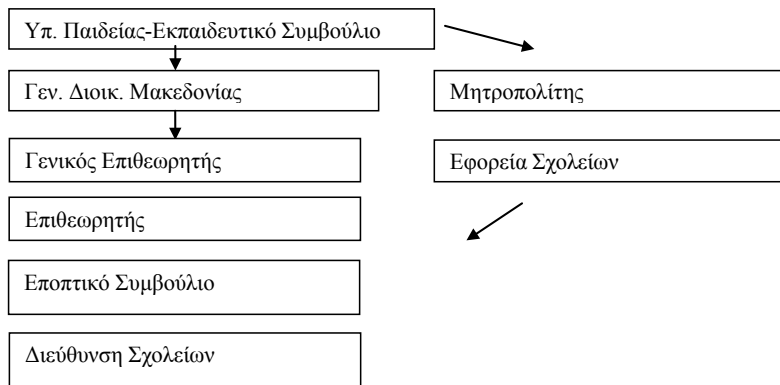 Υπ. Παιδείας-Εκπαιδευτικό Συμβούλιο
Γεν. Διοικ. Μακεδονίας
Μητροπολίτης
Γενικός Επιθεωρητής
Εφορεία Σχολείων
Επιθεωρητής
Εποπτικό Συμβούλιο
Διεύθυνση Σχολείων